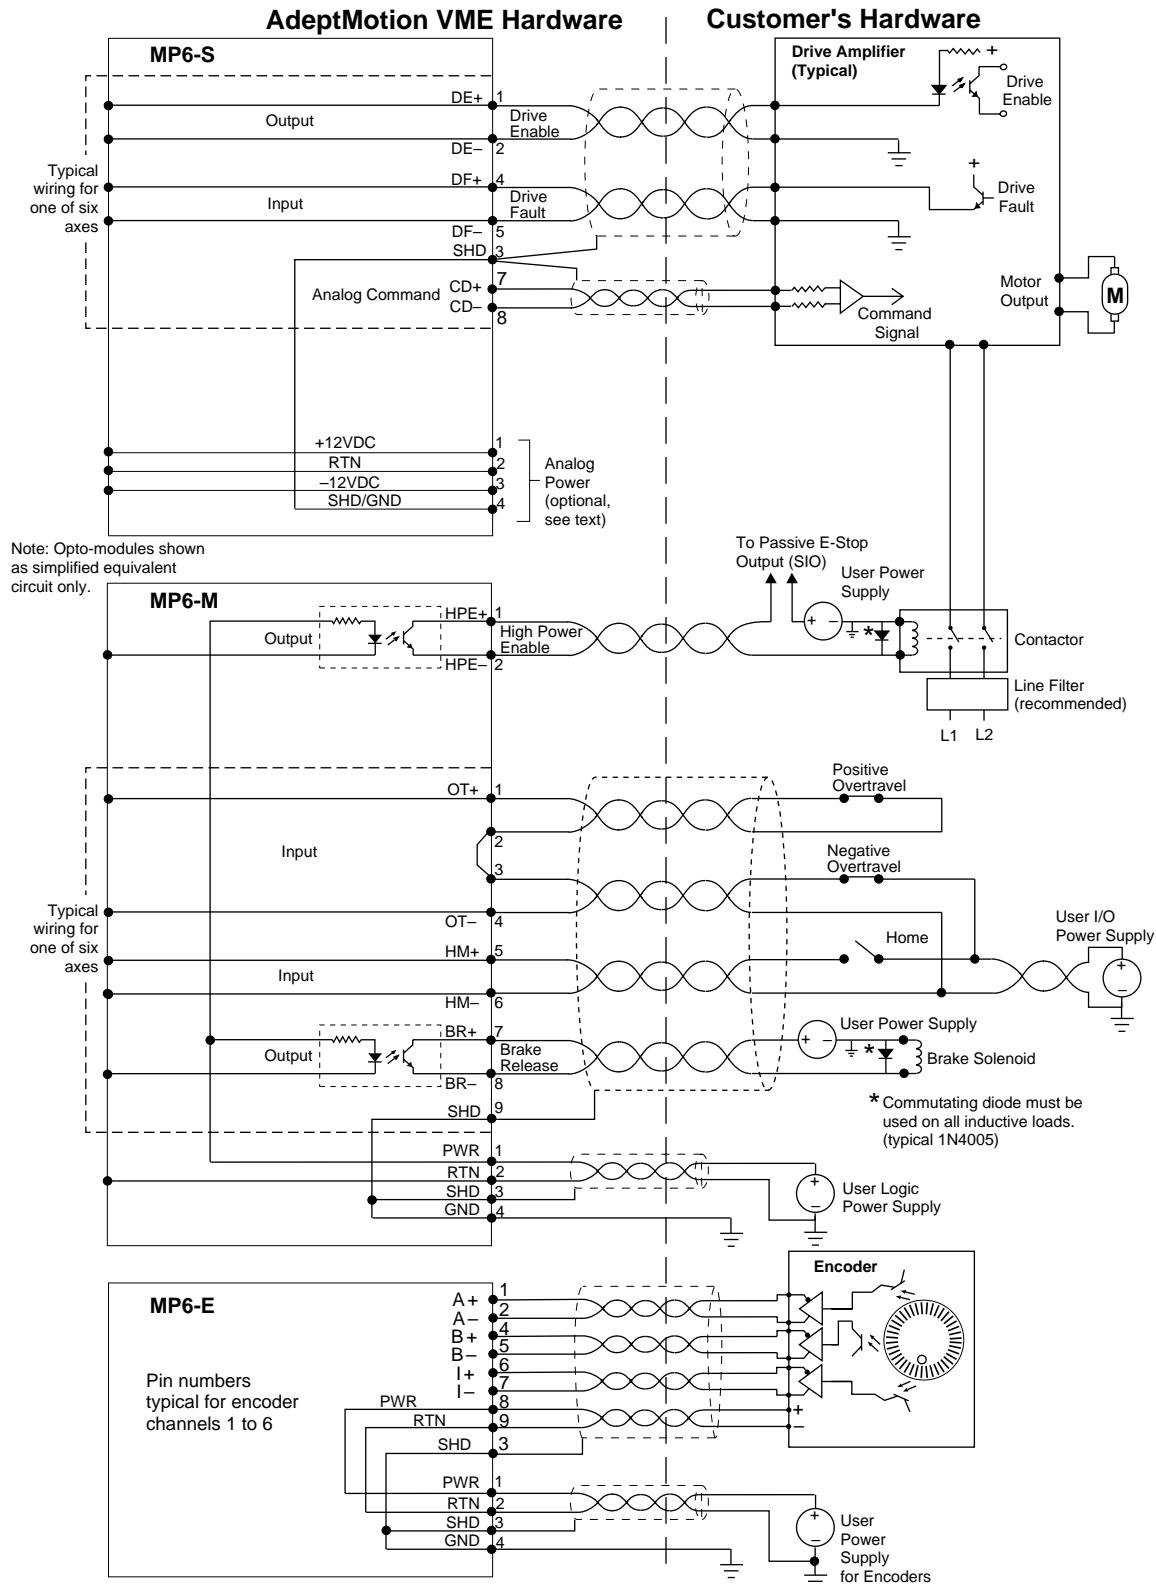 AdeptMotion VME Hardware
Customer's Hardware
MP6-S
Drive Amplifier
(Typical)
+
Drive
Enable
DE+ 1
Output
Drive
Enable
DE– 2
Typical
wiring for
one of six
axes
DF+ 4
Input
Drive
Fault
DF– 5
+
Drive
Fault
SHD 3
CD+ 7
Analog Command
CD– 8
Command
Signal
Motor
Output
M
+12VDC 1
RTN 2
–12VDC 3
SHD/GND 4
Analog
Power
(optional,
see text)
Note: Opto-modules shown
as simplified equivalent
circuit only.
To Passive E-Stop
Output (SIO)
User Power
Supply
MP6-M
HPE+ 1
Output
High Power
Enable
HPE– 2
+ –
*
Contactor
Line Filter
(recommended)
L1 L2
OT+ 1
Positive
Overtravel
2
Input
3
Negative
Overtravel
OT– 4
Typical
wiring for
one of six
axes
HM+ 5
Input
HM– 6
Home
User I/O
Power Supply
+
–
BR+ 7
Output
Brake
Release
BR– 8
User Power Supply
+ –
*
Brake Solenoid
SHD 9
* Commutating diode must be
used on all inductive loads.
(typical 1N4005)
PWR 1
RTN 2
SHD 3
GND 4
+
–
User Logic
Power Supply
MP6-E
Encoder
A+ 1
A– 2
B+ 4
B– 5
I+ 6
I– 7
Pin numbers
typical for encoder
channels 1 to 6
PWR 8
RTN 9
+
–
SHD 3
PWR 1
RTN 2
SHD 3
GND 4
+
–
User
Power
Supply
for Encoders